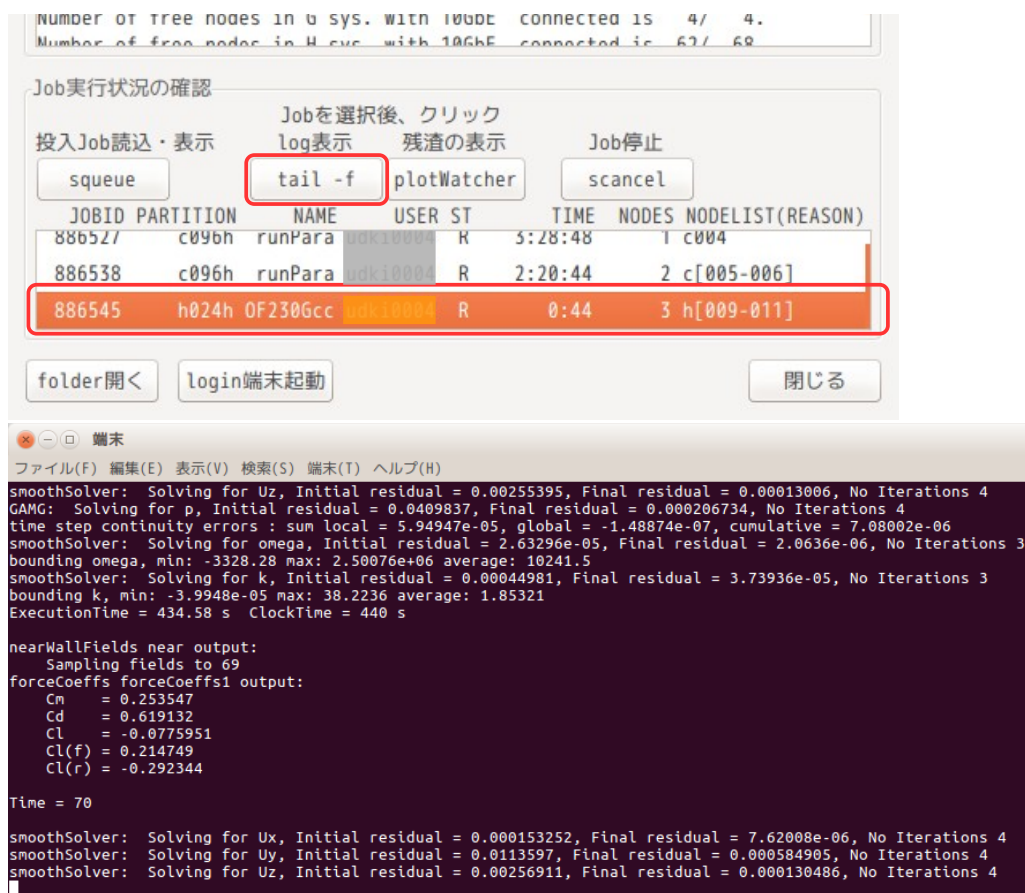 Number of free nodes in G sys. with 10GbE connected is 4/ 4.
Number of free nodes in H sys. with 10GbE connected is 62/ 68
Job実行状況の確認
Jobを選択後、クリック
投入Job読込・表示 log表示 残渣の表示 Job停止
squeue tail -f plotWatcher scancel
JOBID PARTITION NAME USER ST TIME NODES NODELIST(REASON)
886527 c096h runPara udki0004 R 3:28:48 1 c004
886538 c096h runPara udki0004 R 2:20:44 2 c[005-006]
886545 h024h OF230Gcc udki0004 R 0:44 3 h[009-011]
folder開く login端末起動 閉じる
端末
ファイル(F) 編集(E) 表示(V) 検索(S) 端末(T) ヘルプ(H)
smoothSolver:  Solving for Uz, Initial residual = 0.00255395, Final residual = 0.00013006, No Iterations 4
GAMG:  Solving for p, Initial residual = 0.0409837, Final residual = 0.000206734, No Iterations 4
time step continuity errors : sum local = 5.94947e-05, global = -1.48874e-07, cumulative = 7.08002e-06
smoothSolver:  Solving for omega, Initial residual = 2.63296e-05, Final residual = 2.0636e-06, No Iterations 3
bounding omega, min: -3328.28 max: 2.50076e+06 average: 10241.5
smoothSolver:  Solving for k, Initial residual = 0.00044981, Final residual = 3.73936e-05, No Iterations 3
bounding k, min: -3.9948e-05 max: 38.2236 average: 1.85321
ExecutionTime = 434.58 s  ClockTime = 440 s
nearWallFields near output:
Sampling fields to 69
forceCoeffs forceCoeffs1 output:
Cm    = 0.253547
Cd    = 0.619132
Cl    = -0.0775951
Cl(f) = 0.214749
Cl(r) = -0.292344
Time = 70
smoothSolver:  Solving for Ux, Initial residual = 0.000153252, Final residual = 7.62008e-06, No Iterations 4
smoothSolver:  Solving for Uy, Initial residual = 0.0113597, Final residual = 0.000584905, No Iterations 4
smoothSolver:  Solving for Uz, Initial residual = 0.00256911, Final residual = 0.000130486, No Iterations 4